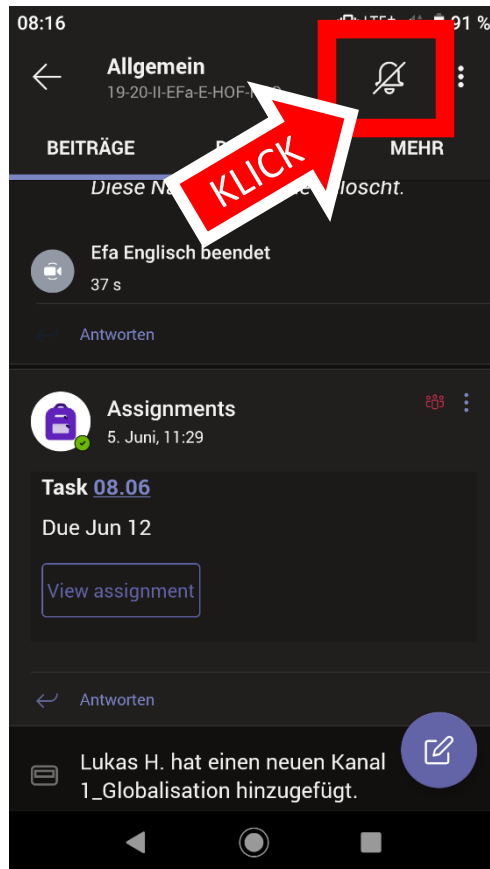 08:16
91 %
Allgemein
BEITRÄGE
MEHR
KLICK
Diese
Efa Englisch beendet
37 s
Antworten
Assignments
5. Juni, 11:29
Task 08.06
Due Jun 12
View assignment
Antworten
Lukas H. hat einen neuen Kanal
1_Globalisation hinzugefügt.